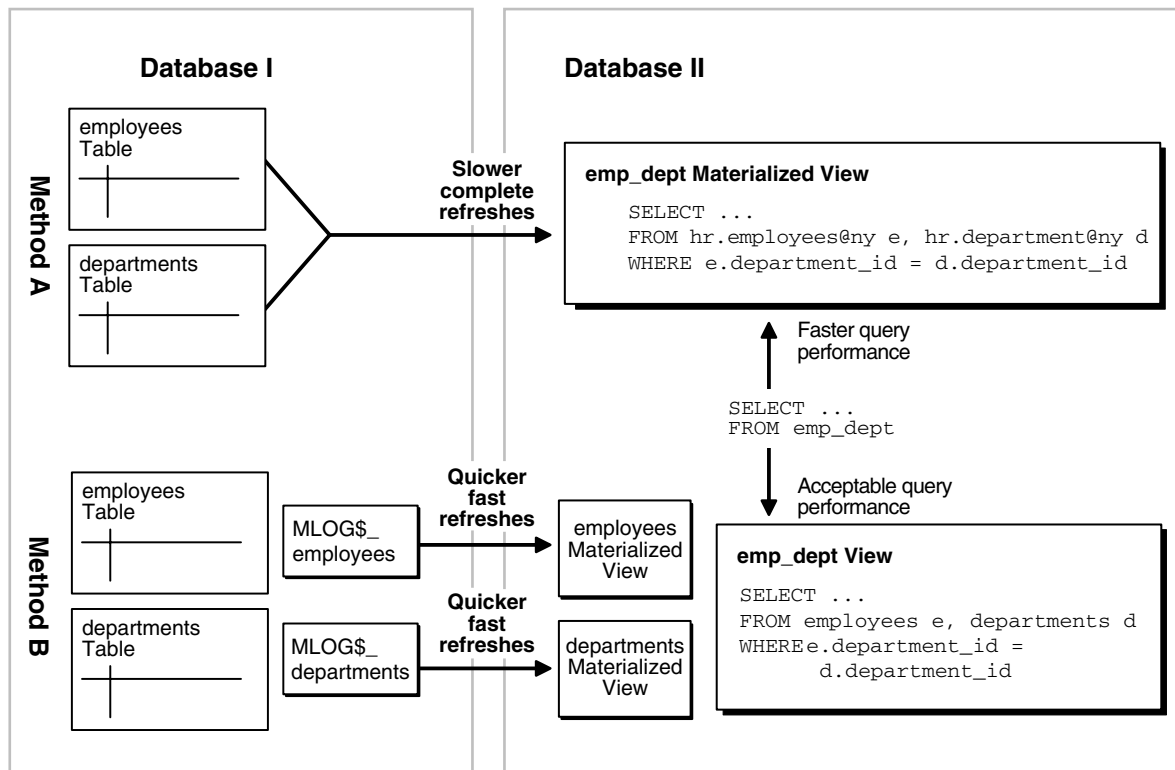 Database I
Database II
Method A
employees
Table
departments
Table
Slower
complete
refreshes
emp_dept Materialized View
SELECT ...
FROM hr.employees@ny e, hr.department@ny d
WHERE e.department_id = d.department_id
Faster query
performance
SELECT ...
FROM emp_dept
Acceptable query
performance
Method B
employees
Table
MLOG$_
employees
Quicker
fast
refreshes
employees
Materialized
View
departments
Table
MLOG$_
departments
Quicker
fast
refreshes
departments
Materialized
View
emp_dept View
SELECT ...
FROM employees e, departments d
WHEREe.department_id =
d.department_id